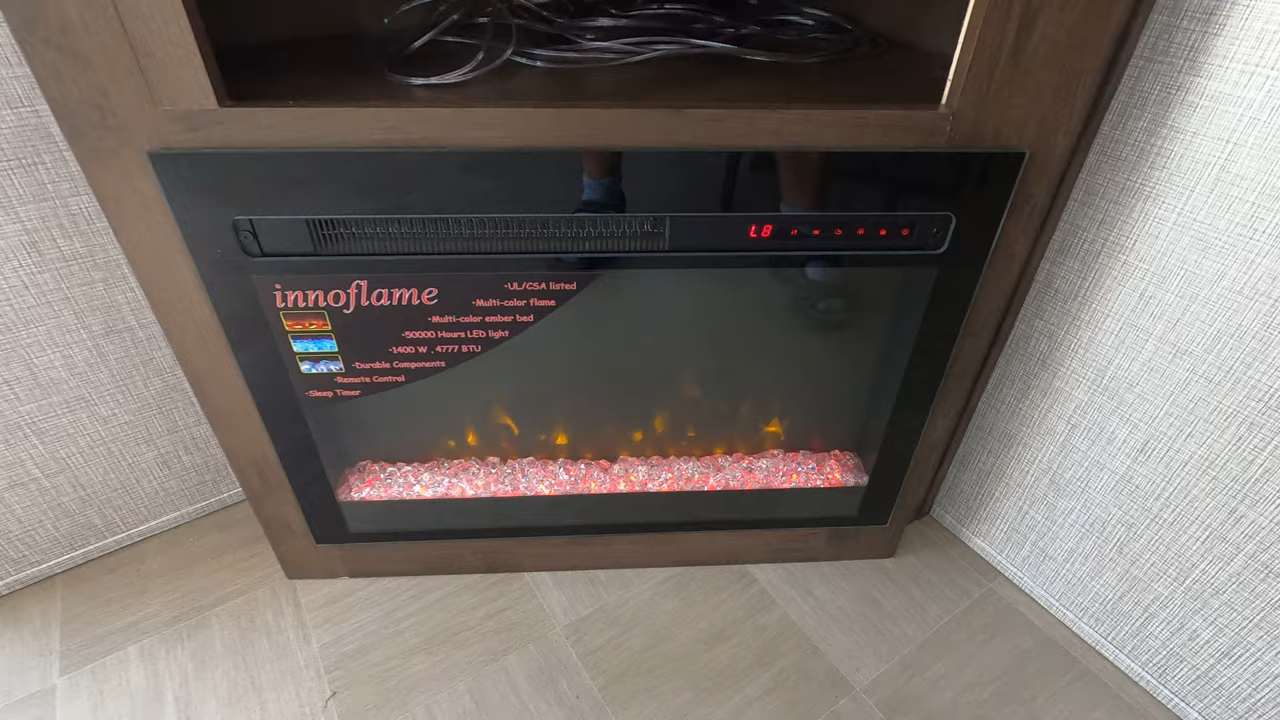 L8
innoflame
·UL/CSA listed
·Multi-color flame
·Multi-color ember bed
·50000 Hours LED light
·1400 W , 4777 BTU
·Durable Components
·Remote Control
·Sleep Timer